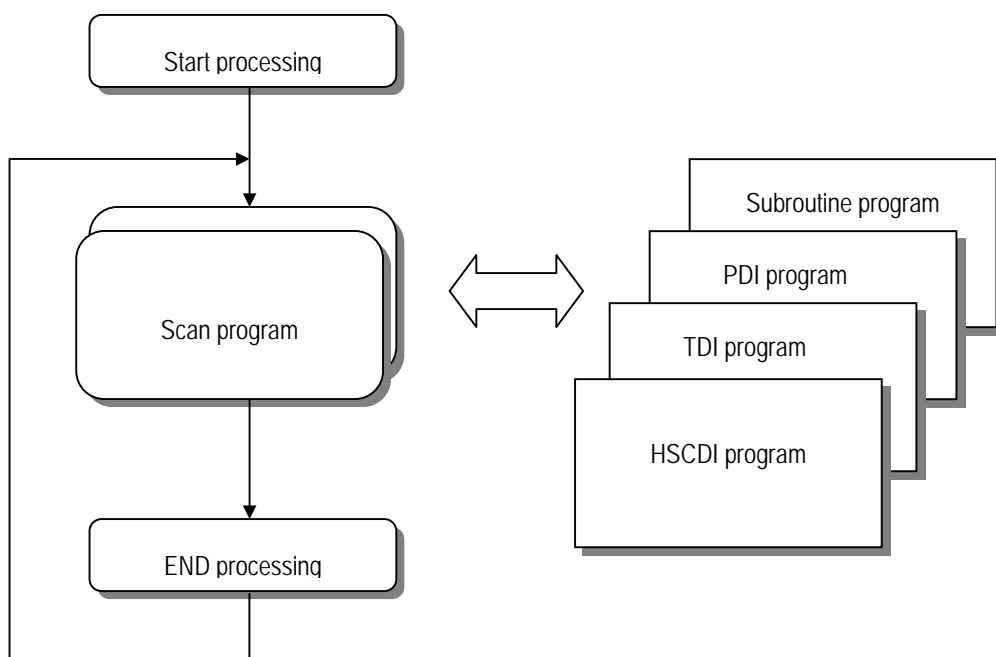 Start processing
Subroutine program
PDI program
Scan program
TDI program
HSCDI program
END processing